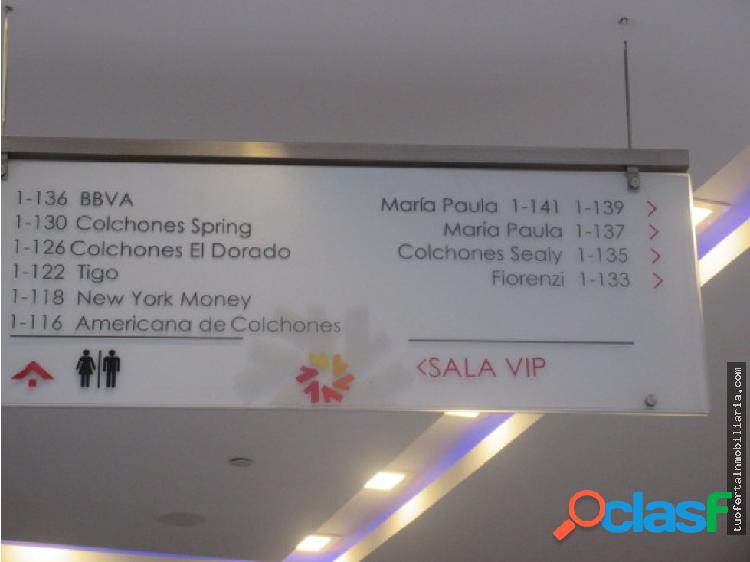 1-136 BBVA
1-130 Colchones Spring
1-126 Colchones El Dorado
1-122 Tigo
1-118 New York Money
1-116 Americana de Colchones
María Paula 1-141 1-139 >
María Paula 1-137 >
Colchones Sealy 1-135 >
Fiorenzi 1-133 >
<SALA VIP
tuofertainmobiliaria.com
oclasf